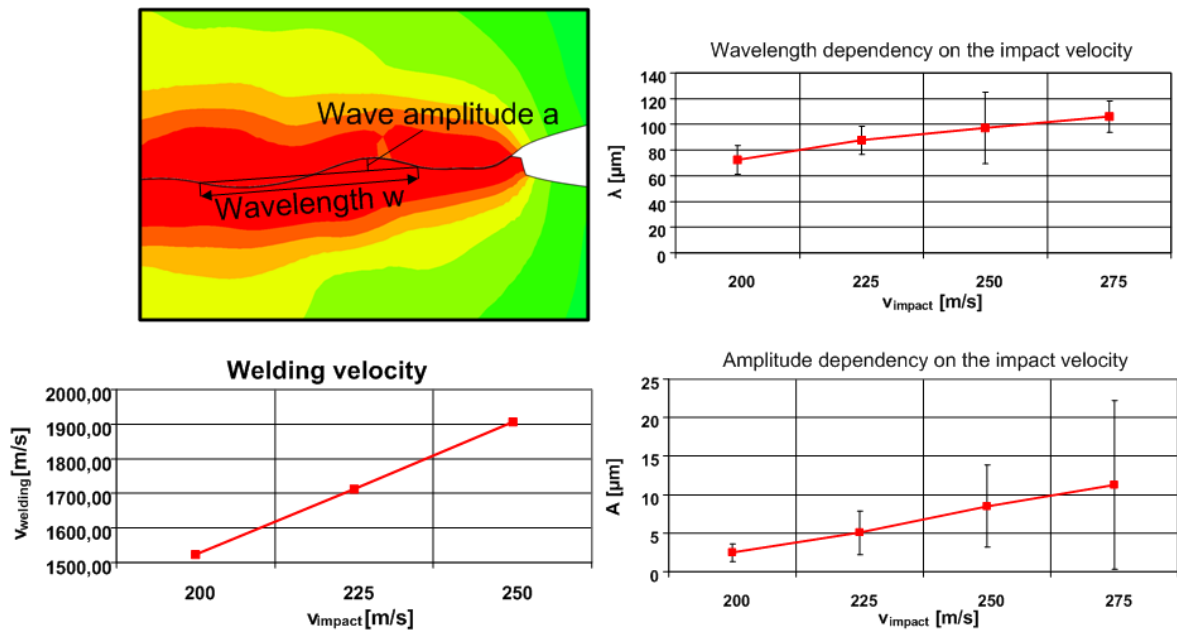 Wave amplitude a
Wavelength w
Wavelength dependency on the impact velocity
140
120
100
80
60
40
20
0
λ [µm]
200 225 250 275
vimpact [m/s]
Welding velocity
2000,00
1900,00
1800,00
1700,00
1600,00
1500,00
vwelding[m/s]
200 225 250
vimpact[m/s]
Amplitude dependency on the impact velocity
25
20
15
10
5
0
A [µm]
200 225 250 275
vimpact [m/s]